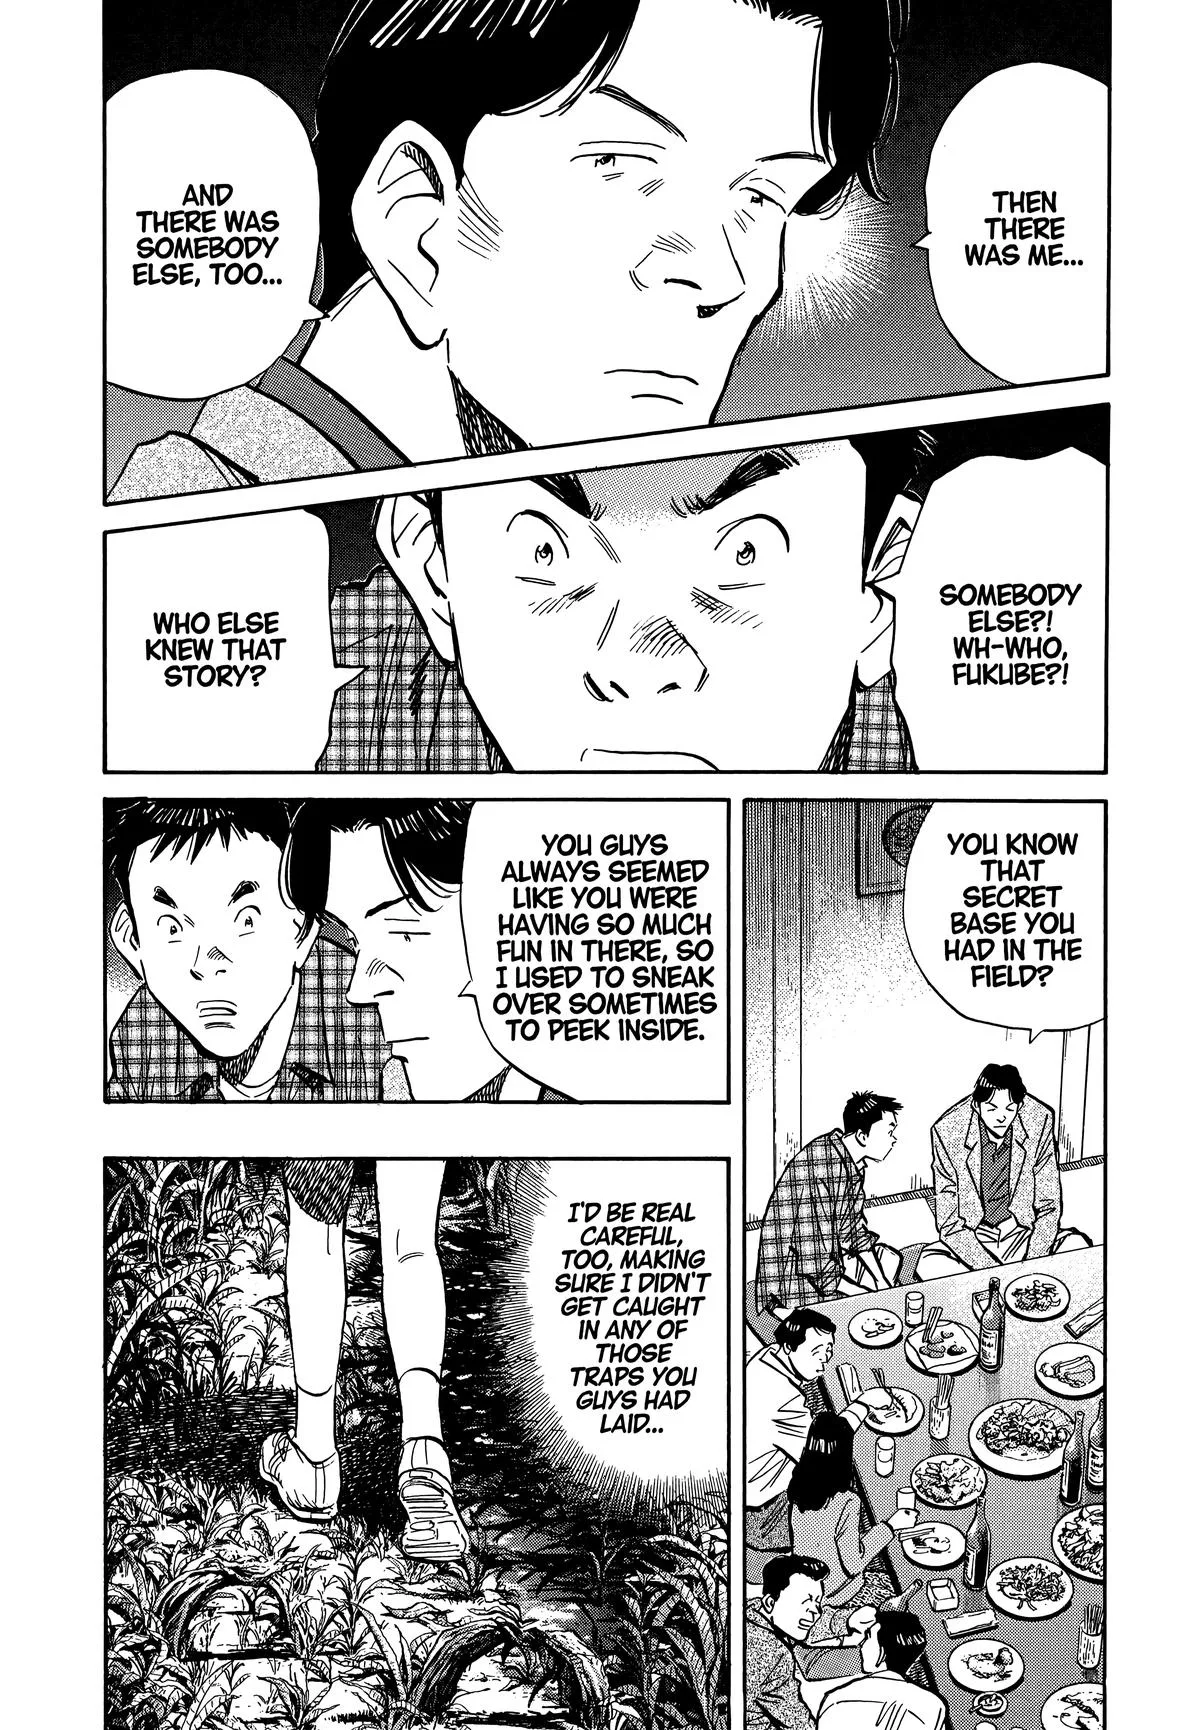 THEN
THERE
WAS ME...
AND
THERE WAS
SOMEBODY
ELSE, TOO...
SOMEBODY
ELSE?!
WH-WHO,
FUKUBE?!
WHO ELSE
KNEW THAT
STORY?
YOU KNOW
THAT
SECRET
BASE YOU
HAD IN THE
FIELD?
YOU GUYS
ALWAYS SEEMED
LIKE YOU WERE
HAVING SO MUCH
FUN IN THERE, SO
I USED TO SNEAK
OVER SOMETIMES
TO PEEK INSIDE.
I'D BE REAL
CAREFUL,
TOO, MAKING
SURE I DIDN'T
GET CAUGHT
IN ANY OF
THOSE
TRAPS YOU
GUYS HAD
LAID...